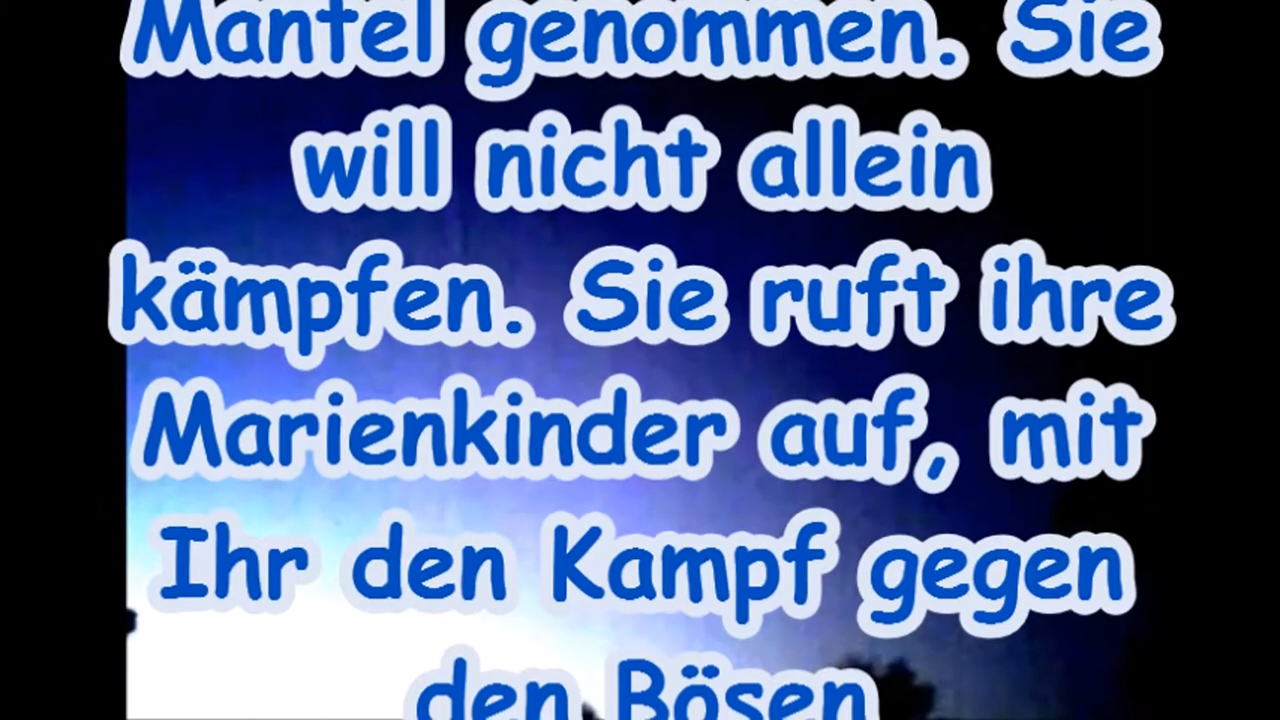 Mantel genommen. Sie
will nicht allein
kämpfen. Sie ruft ihre
Marienkinder auf, mit
Ihr den Kampf gegen
den Bösen